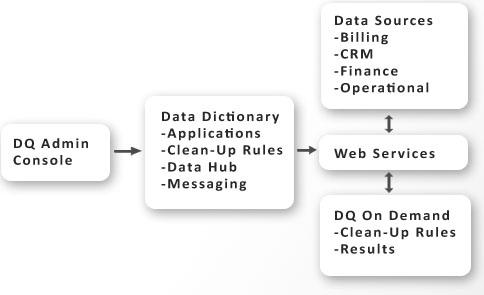 DQ Admin
Console
Data Dictionary
-Applications
-Clean-Up Rules
-Data Hub
-Messaging
Data Sources
-Billing
-CRM
-Finance
-Operational
Web Services
DQ On Demand
-Clean-Up Rules
-Results